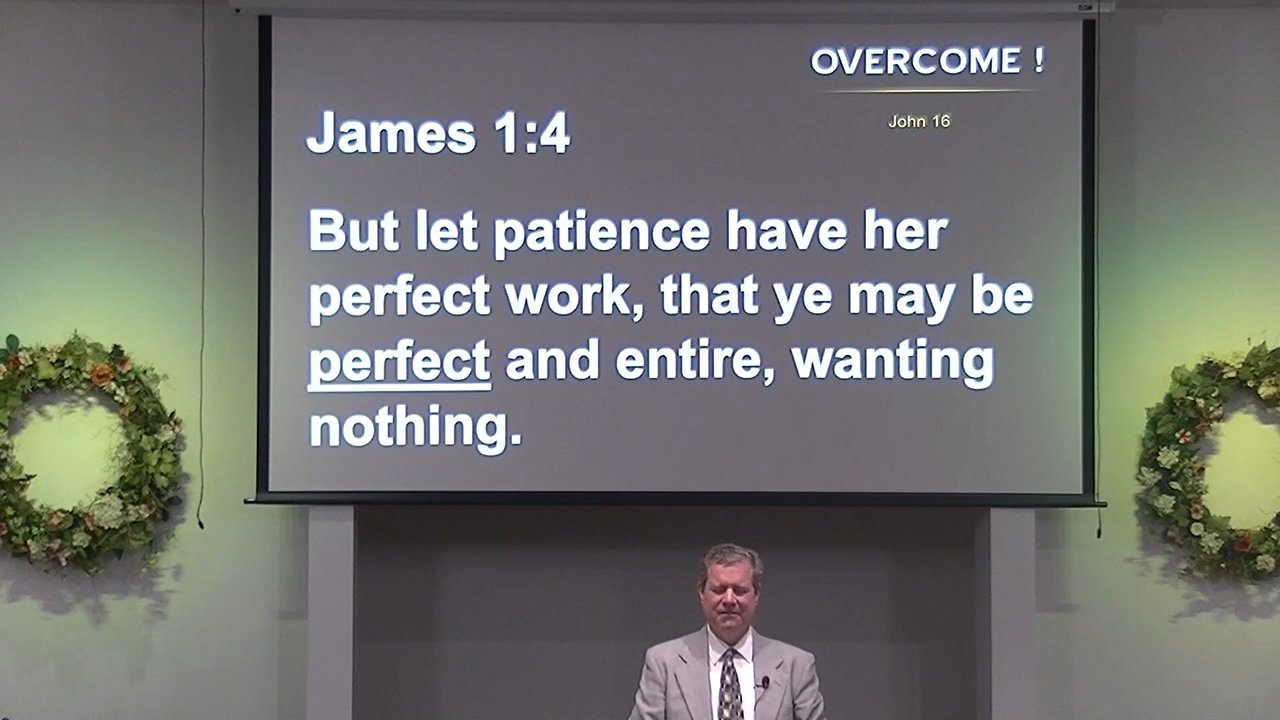 OVERCOME !
John 16
James 1:4
But let patience have her
perfect work, that ye may be
perfect and entire, wanting
nothing.